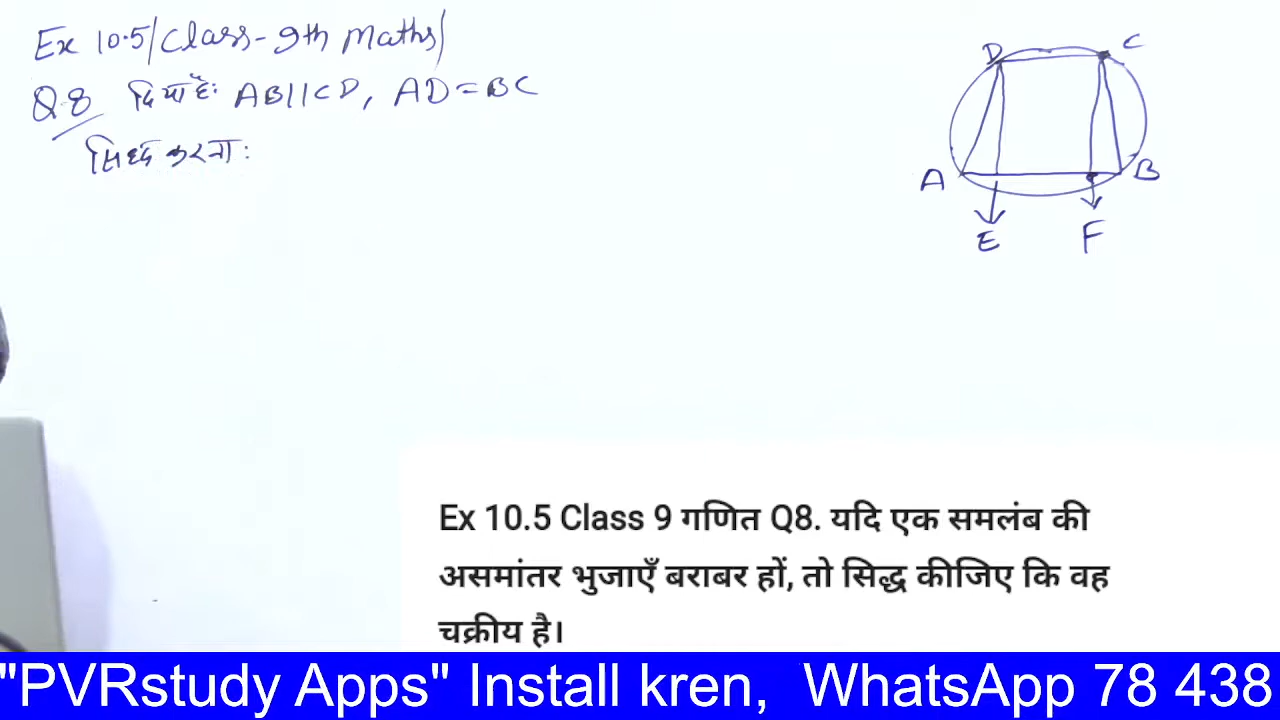 Ex 10.5/Class-9th Maths/
Q.8 दिया है: AB||CD, AD=BC
सिध्द करना:
D
C
A
B
E
F
Ex 10.5 Class 9 गणित Q8. यदि एक समलंब की
असमांतर भुजाएँ बराबर हों, तो सिद्ध कीजिए कि वह
चक्रीय है।
"PVRstudy Apps" Install kren, WhatsApp 78 438